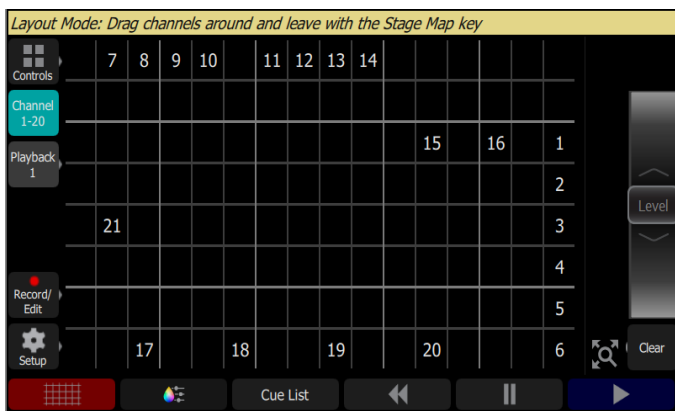 Layout Mode: Drag channels around and leave with the Stage Map key
Controls
7 8 9 10 11 12 13 14
Channel
1-20
15 16 1
Playback
1
2
Level
21 3
4
Record/
Edit
5
Setup
17 18 19 20 6
Clear
Cue List